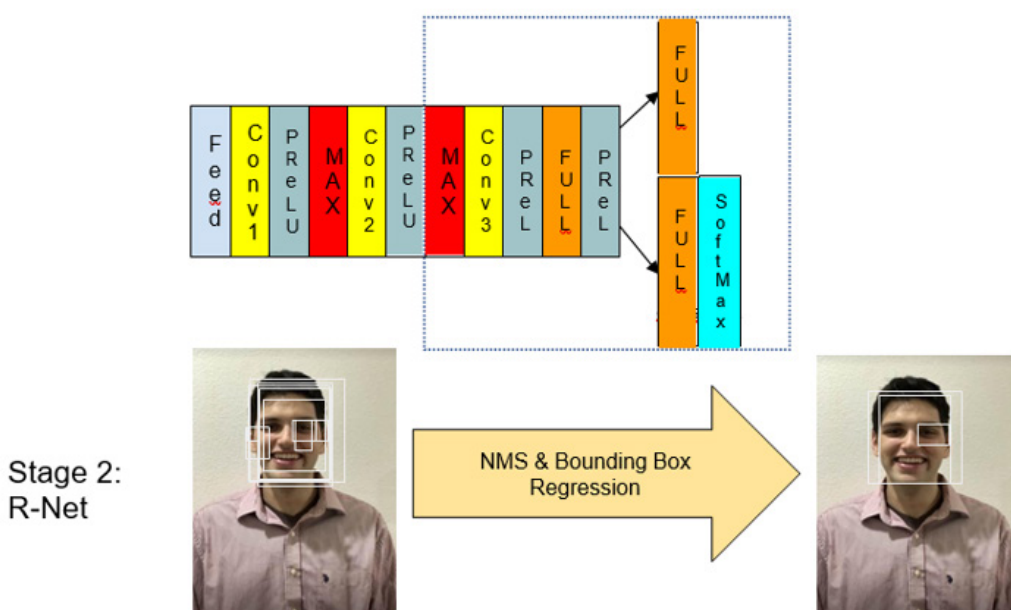 Feed
Conv1
PReLU
MAX
Conv2
PReLU
MAX
Conv3
PReL
FULL
PReL
FULL
FULL
SoftMax
Stage 2:
R-Net
NMS & Bounding Box
Regression